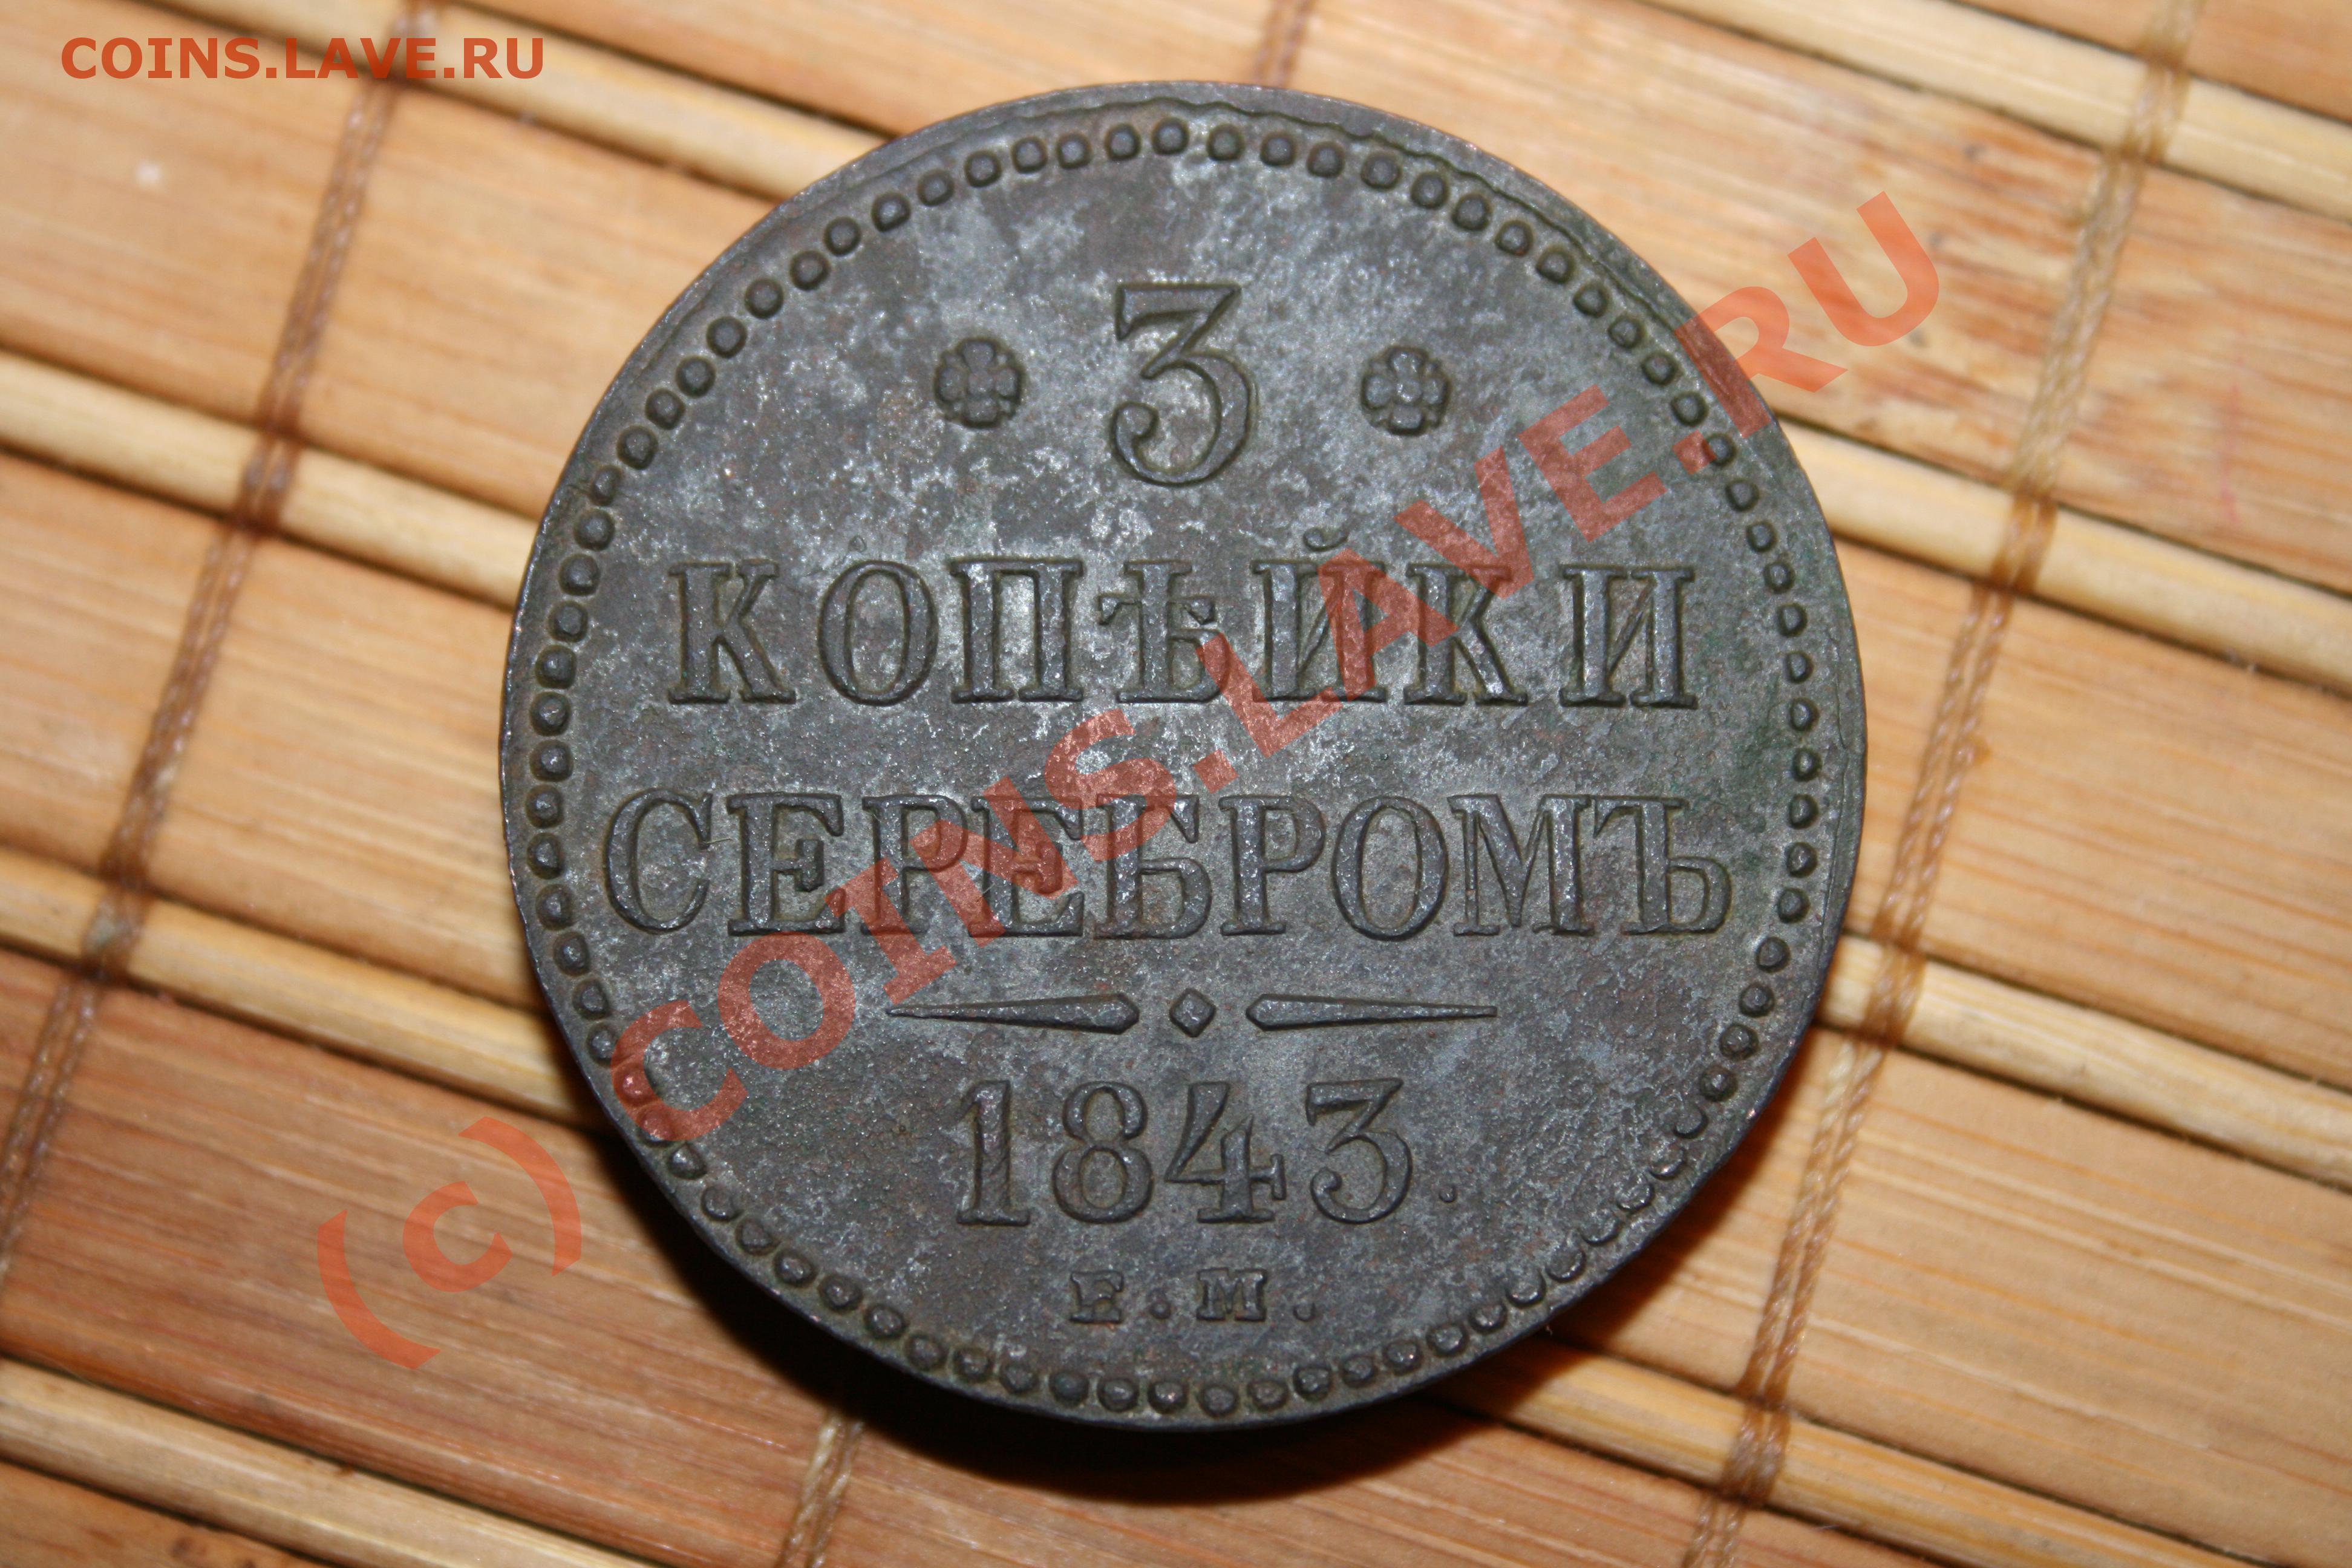 COINS.LAVE.RU
3
КОПѢЙКИ
СЕРЕБРОМЪ
1843.
Е.М.
(c) COINS.LAVE.RU